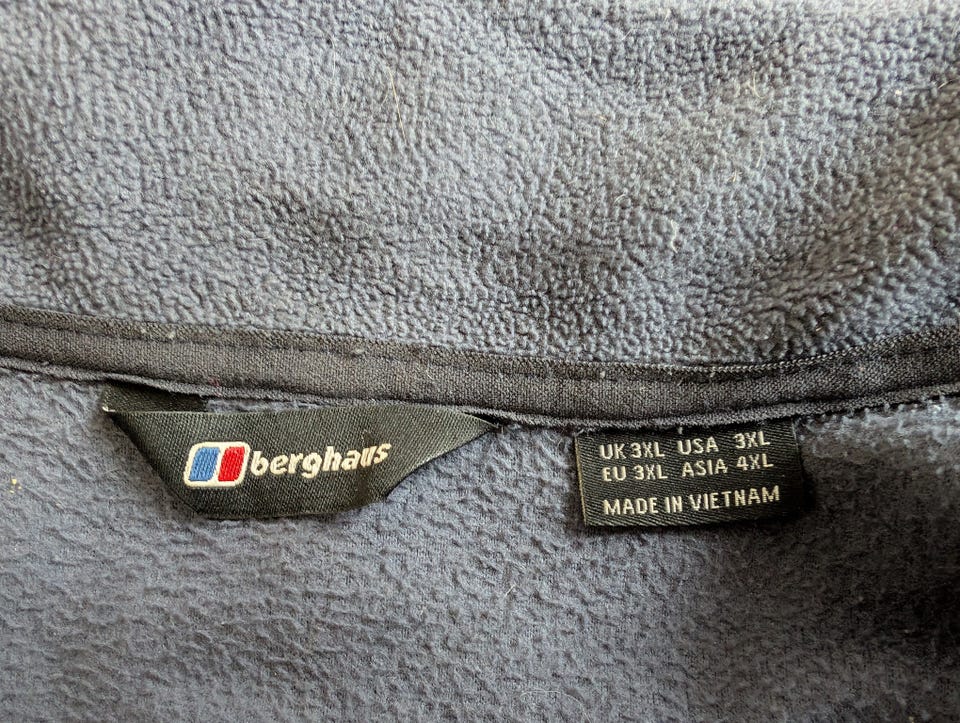 berghaus
UK 3XL USA 3XL
EU 3XL ASIA 4XL
MADE IN VIETNAM